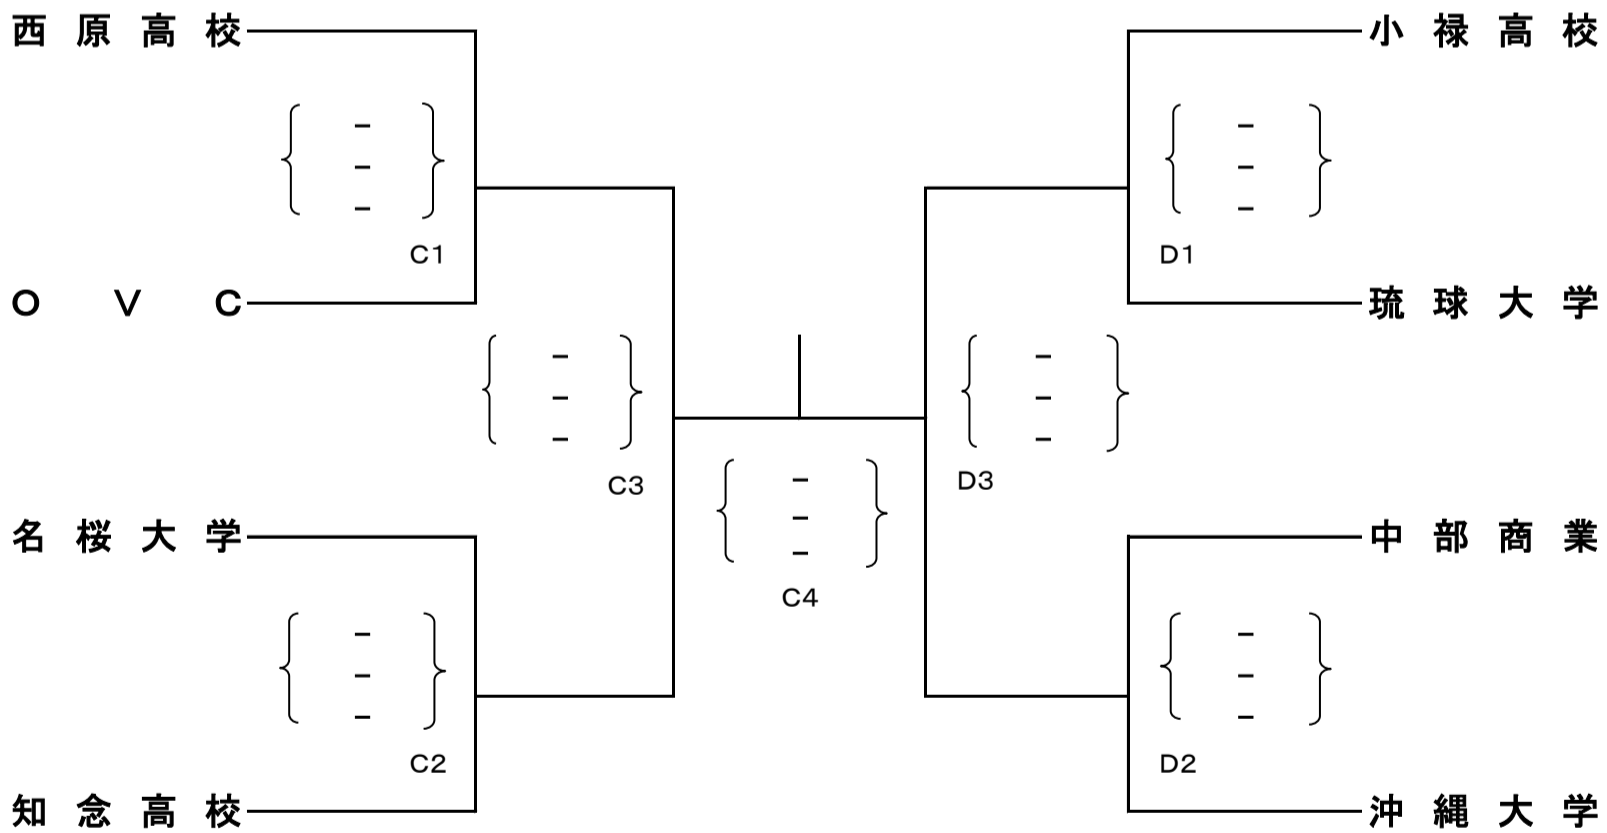 西原高校
小禄高校
{ - - - }
{ - - - }
C1
D1
OVC
琉球大学
{ - - - }
{ - - - }
C3
D3
{ - - - }
C4
名桜大学
中部商業
{ - - - }
{ - - - }
C2
D2
知念高校
沖縄大学